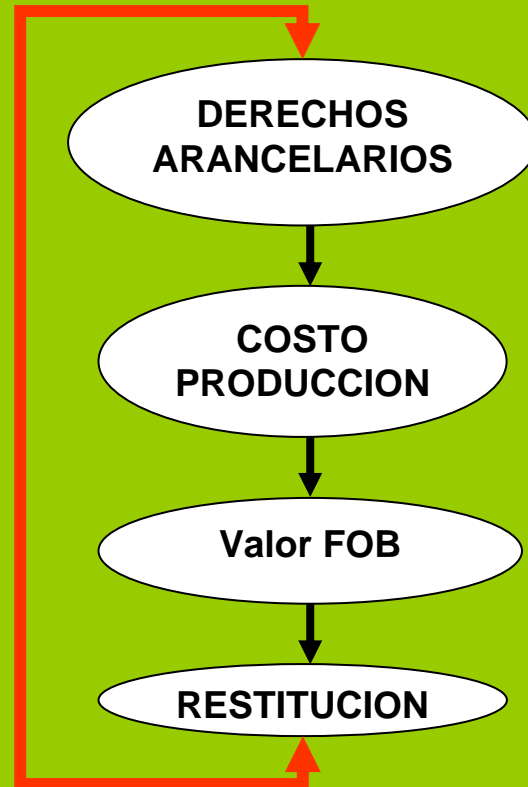 DERECHOS
ARANCELARIOS
COSTO
PRODUCCION
Valor FOB
RESTITUCION